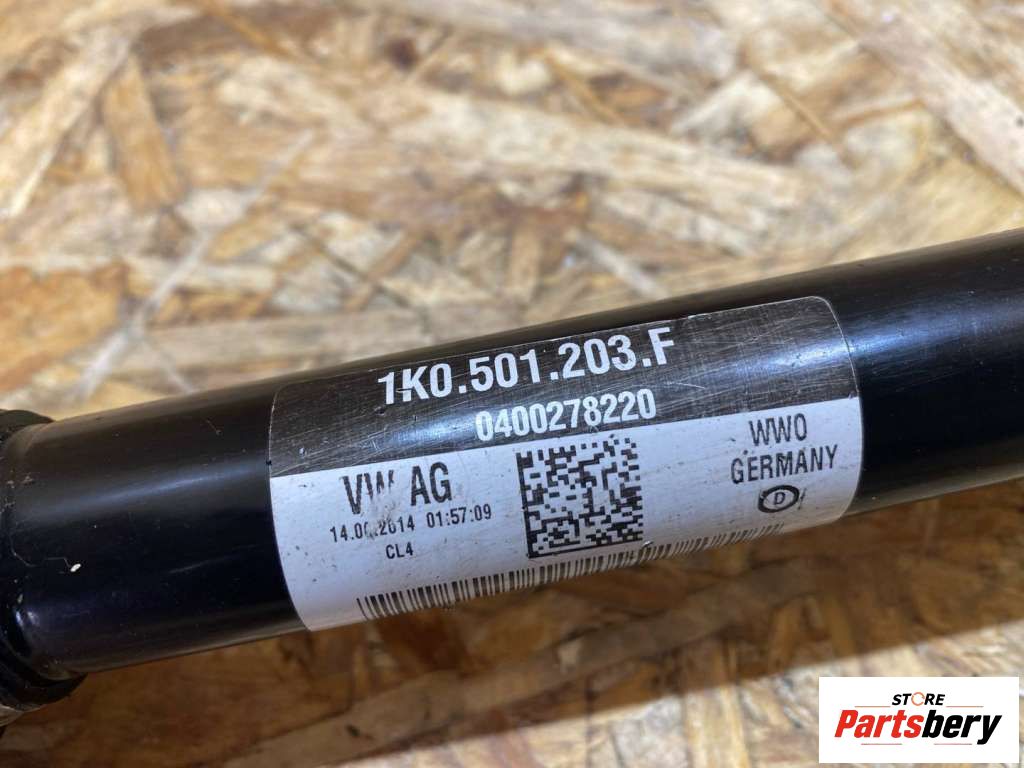 1K0.501.203.F
0400278220
VW AG
01:57:09
CL4
WWO
GERMANY
D
STORE
Partsbery